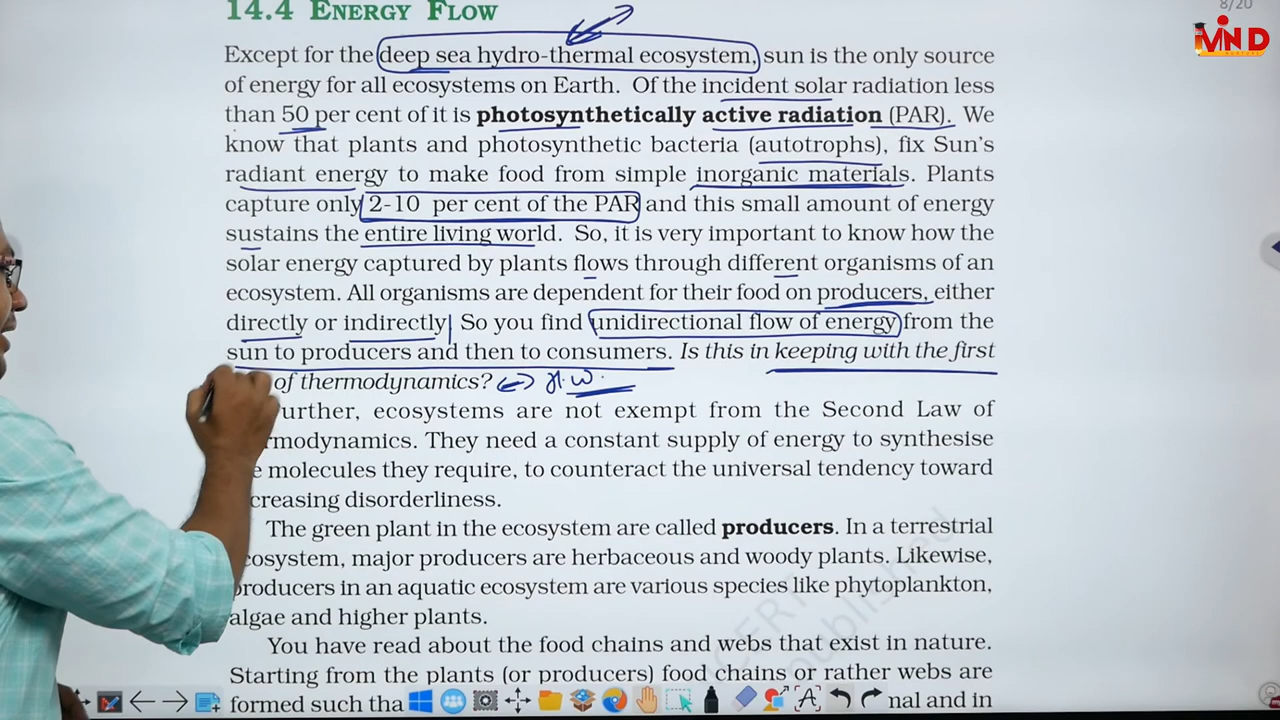 14.4 ENERGY FLOW
8/20
MIND
Except for the deep sea hydro-thermal ecosystem, sun is the only source
of energy for all ecosystems on Earth. Of the incident solar radiation less
than 50 per cent of it is photosynthetically active radiation (PAR). We
know that plants and photosynthetic bacteria (autotrophs), fix Sun's
radiant energy to make food from simple inorganic materials. Plants
capture only 2-10 per cent of the PAR and this small amount of energy
sustains the entire living world. So, it is very important to know how the
solar energy captured by plants flows through different organisms of an
ecosystem. All organisms are dependent for their food on producers, either
directly or indirectly. So you find unidirectional flow of energy from the
sun to producers and then to consumers. Is this in keeping with the first
of thermodynamics? H.W.
urther, ecosystems are not exempt from the Second Law of
rmodynamics. They need a constant supply of energy to synthesise
e molecules they require, to counteract the universal tendency toward
creasing disorderliness.
The green plant in the ecosystem are called producers. In a terrestrial
cosystem, major producers are herbaceous and woody plants. Likewise,
producers in an aquatic ecosystem are various species like phytoplankton,
algae and higher plants.
You have read about the food chains and webs that exist in nature.
Starting from the plants (or producers) food chains or rather webs are
formed such tha nal and in